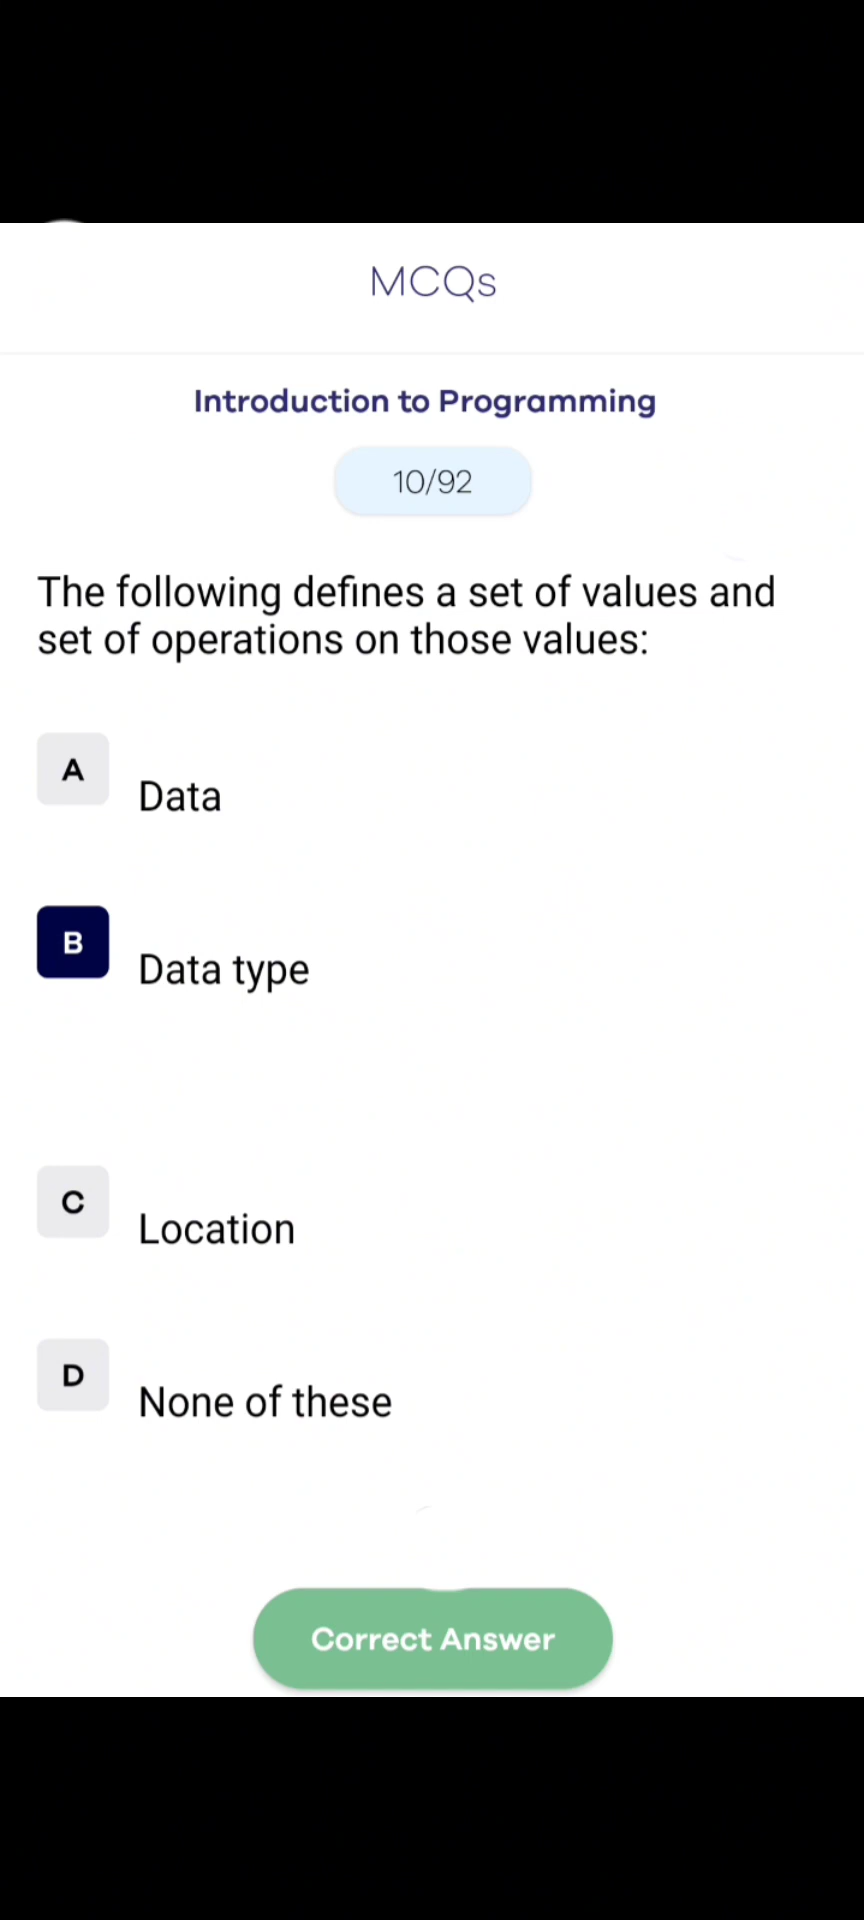 MCQs
Introduction to Programming
10/92
The following defines a set of values and
set of operations on those values:
A
Data
B
Data type
C
Location
D
None of these
Correct Answer